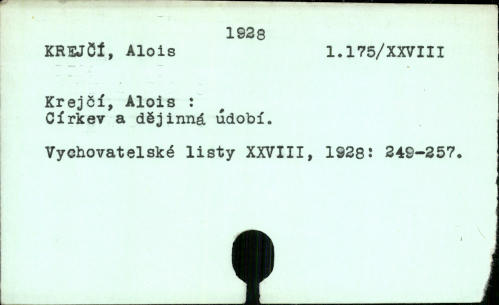 1928
KREJČÍ, Alois 1.175/XXVIII
Krejčí, Alois :
Církev a dějinná údobí.
Vychovatelské listy XXVIII, 1928: 249-257.